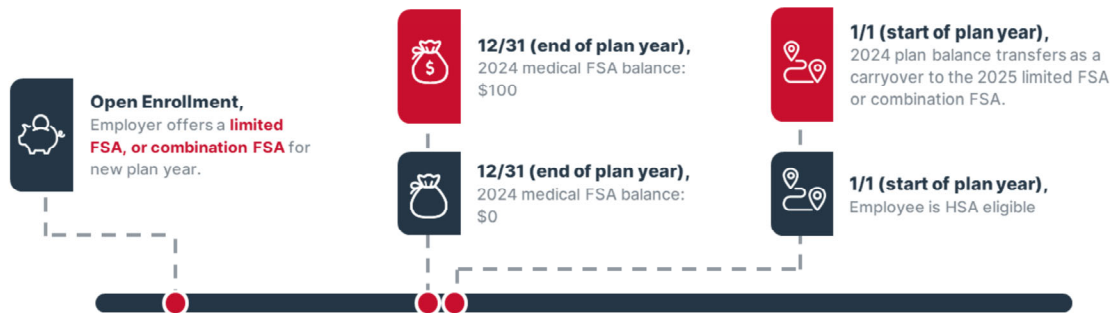 Open Enrollment,
Employer offers a limited
FSA, or combination FSA for
new plan year.
12/31 (end of plan year),
2024 medical FSA balance:
$100
12/31 (end of plan year),
2024 medical FSA balance:
$0
1/1 (start of plan year),
2024 plan balance transfers as a
carryover to the 2025 limited FSA
or combination FSA.
1/1 (start of plan year),
Employee is HSA eligible